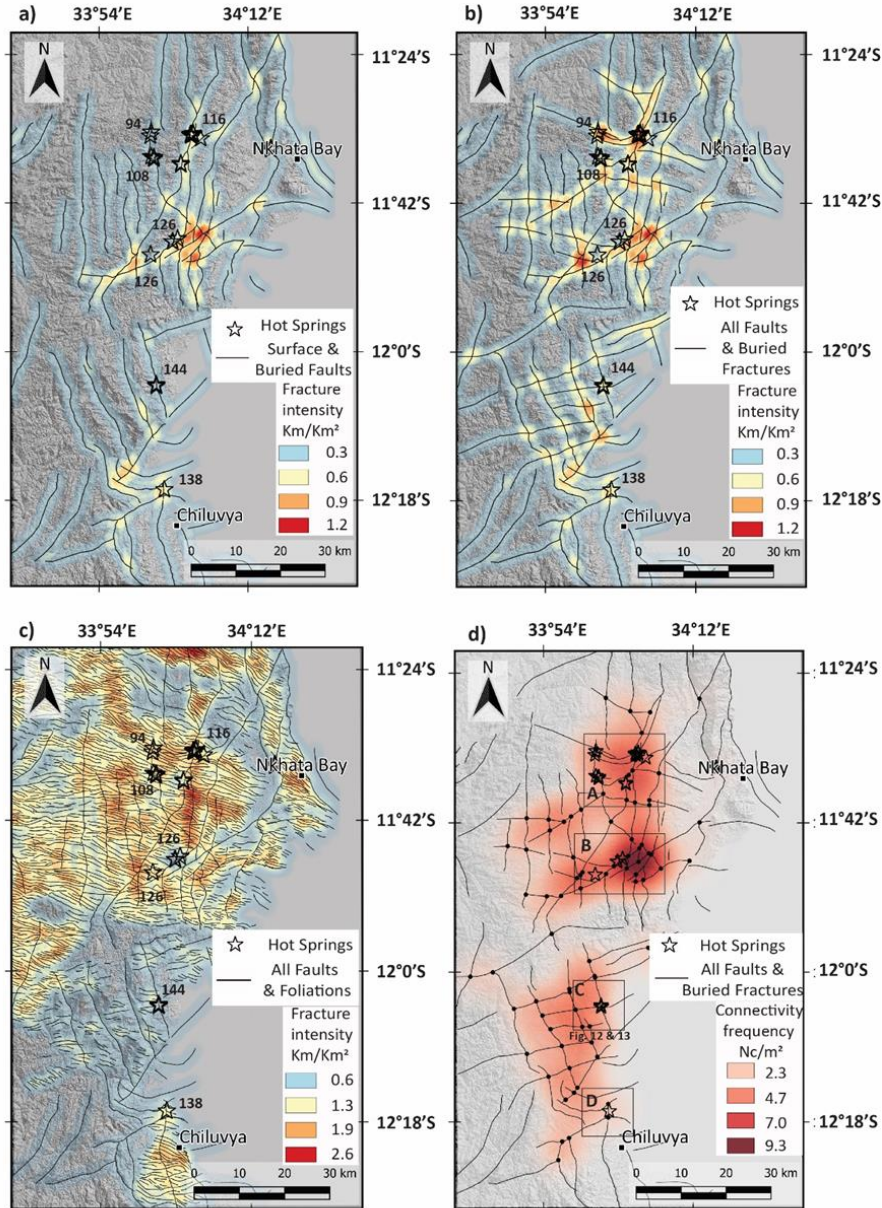 a)
33°54′E
34°12′E
N
11°24′S
94
116
Nkhata Bay
108
11°42′S
126
126
Hot Springs
Surface &
Buried Faults
12°0′S
144
Fracture
intensity
Km/Km²
0.3
0.6
0.9
1.2
138
12°18′S
Chiluvya
0 10 20 30 km
b)
33°54′E
34°12′E
N
11°24′S
94
116
Nkhata Bay
108
11°42′S
126
126
Hot Springs
All Faults
& Buried
Fractures
12°0′S
144
Fracture
intensity
Km/Km²
0.3
0.6
0.9
1.2
138
12°18′S
Chiluvya
0 10 20 30 km
c)
33°54′E
34°12′E
N
11°24′S
94
116
Nkhata Bay
108
11°42′S
126
126
Hot Springs
All Faults
& Foliations
12°0′S
144
Fracture
intensity
Km/Km²
0.6
1.3
1.9
2.6
138
12°18′S
Chiluvya
0 10 20 30 km
d)
33°54′E
34°12′E
N
11°24′S
Nkhata Bay
A
11°42′S
B
Hot Springs
All Faults &
Buried Fractures
12°0′S
C
Fig. 12 & 13
Connectivity
frequency
Nc/m²
2.3
4.7
7.0
9.3
D
12°18′S
Chiluvya
0 10 20 30 km